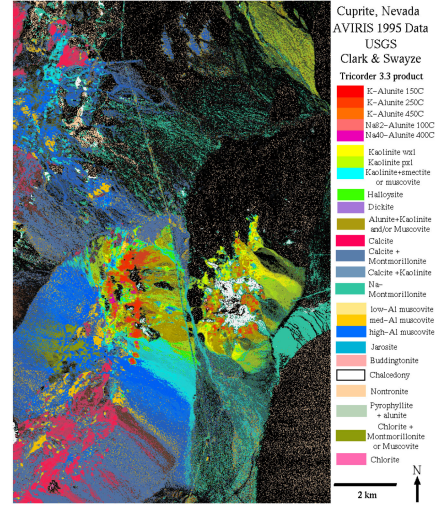 Cuprite, Nevada
AVIRIS 1995 Data
USGS
Clark & Swayze
Tricorder 3.3 product
K-Alunite 150C
K-Alunite 250C
K-Alunite 450C
Na82-Alunite 100C
Na40-Alunite 400C
Kaolinite wxl
Kaolinite pxl
Kaolinite+smectite
or muscovite
Halloysite
Dickite
Alunite+Kaolinite
and/or Muscovite
Calcite
Calcite +
Montmorillonite
Calcite +Kaolinite
Na-
Montmorillonite
low-Al muscovite
med-Al muscovite
high-Al muscovite
Jarosite
Buddingtonite
Chalcedony
Nontronite
Pyrophyllite
+ alunite
Chlorite +
Montmorillonite
or Muscovite
Chlorite
N
2 km